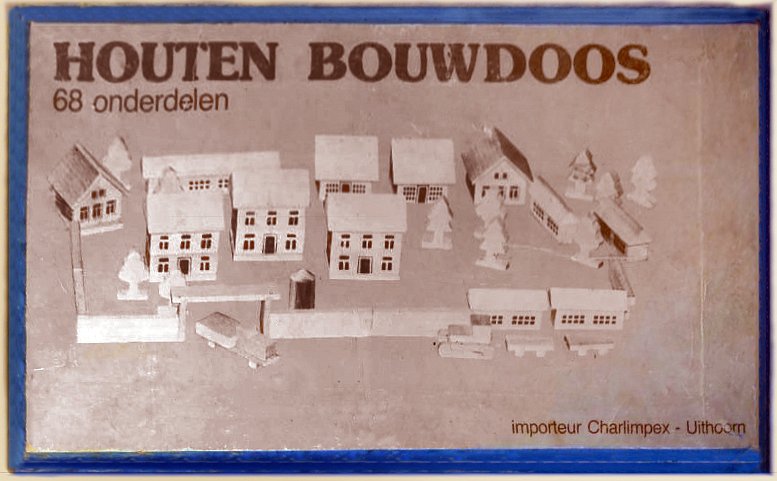 HOUTEN BOUWDOOS
68 onderdelen
importeur Charlimpex - Uithoorn